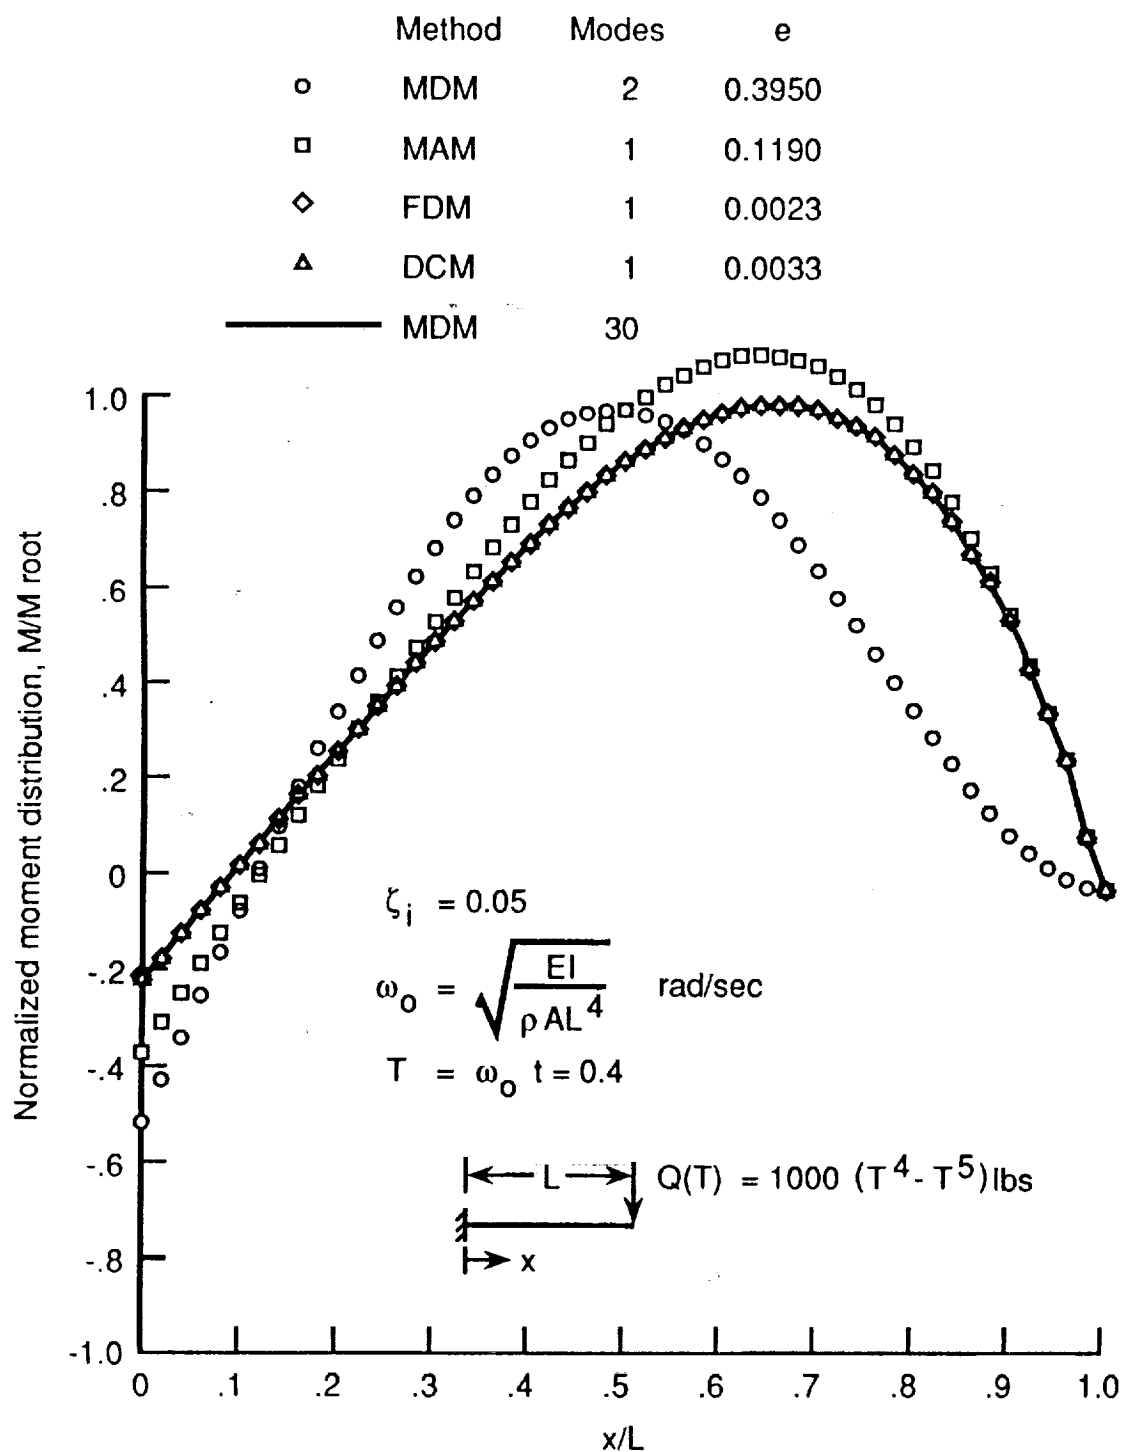 Method Modes e
MDM 2 0.3950
MAM 1 0.1190
FDM 1 0.0023
DCM 1 0.0033
MDM 30
Normalized moment distribution, M/M root
1.0
.8
.6
.4
.2
0
-.2
-.4
-.6
-.8
-1.0
ζi = 0.05
ωo = √ EI / ρAL⁴ rad/sec
T = ωo t = 0.4
L
Q(T) = 1000 (T⁴ - T⁵) lbs
x
0 .1 .2 .3 .4 .5 .6 .7 .8 .9 1.0
x/L